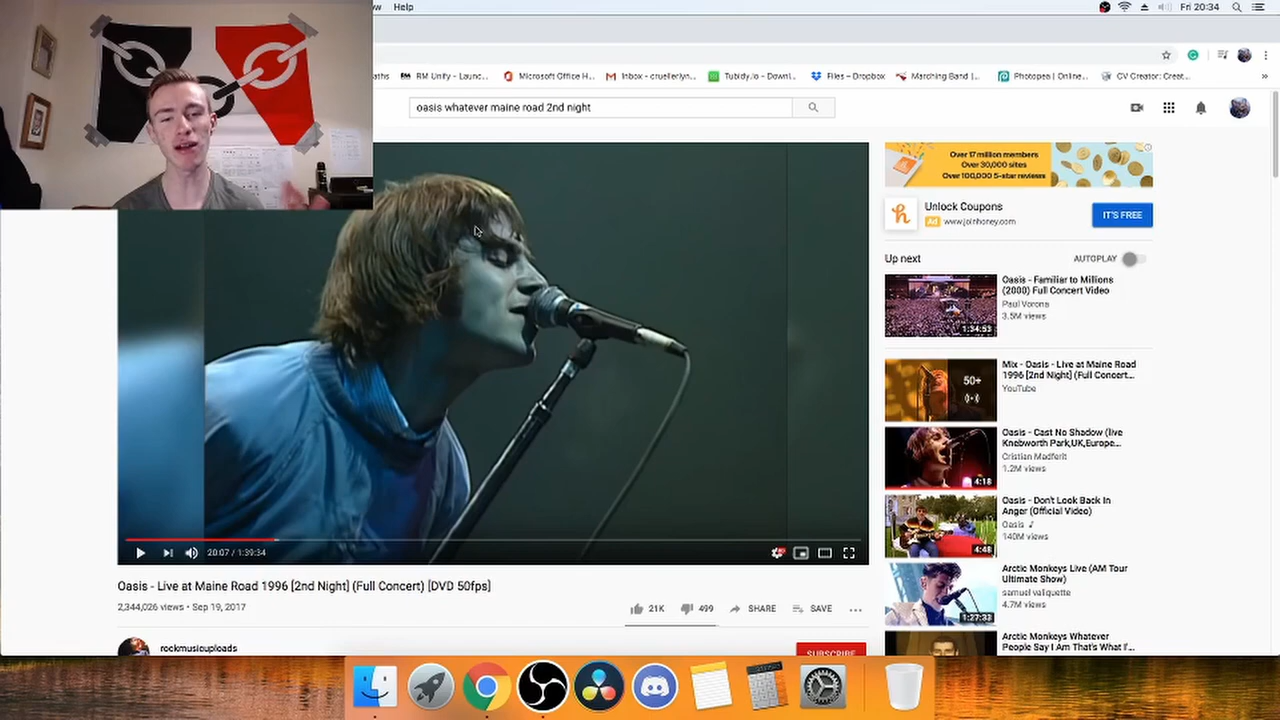 Help
Fri 20:34
RM Unity - Launc...
Microsoft Office H...
Inbox - cruellerlyn...
Tubidy.io - Downl...
Files – Dropbox
Marching Band |...
Photopea | Online...
CV Creator: Creat...
»
oasis whatever maine road 2nd night
Over 17 million members
Over 30,000 sites
Over 100,000 5-star reviews
Unlock Coupons
Ad www.joinhoney.com
IT'S FREE
Up next
AUTOPLAY
Oasis - Familiar to Millions
(2000) Full Concert Video
Paul Vorona
3.5M views
1:34:53
Mix - Oasis - Live at Maine Road
1996 [2nd Night] (Full Concert...
YouTube
50+
Oasis - Cast No Shadow (live
Knebworth Park,UK,Europe...
Cristian Madferit
1.2M views
4:18
Oasis - Don't Look Back In
Anger (Official Video)
Oasis
140M views
4:48
Arctic Monkeys Live (AM Tour
Ultimate Show)
samuel valiquette
4.7M views
1:27:33
Arctic Monkeys Whatever
People Say I Am That's What I'...
20:07 / 1:39:34
Oasis - Live at Maine Road 1996 [2nd Night] (Full Concert) [DVD 50fps]
2,344,026 views • Sep 19, 2017
21K
499
SHARE
SAVE
rockmusicuploads
SUBSCRIBE